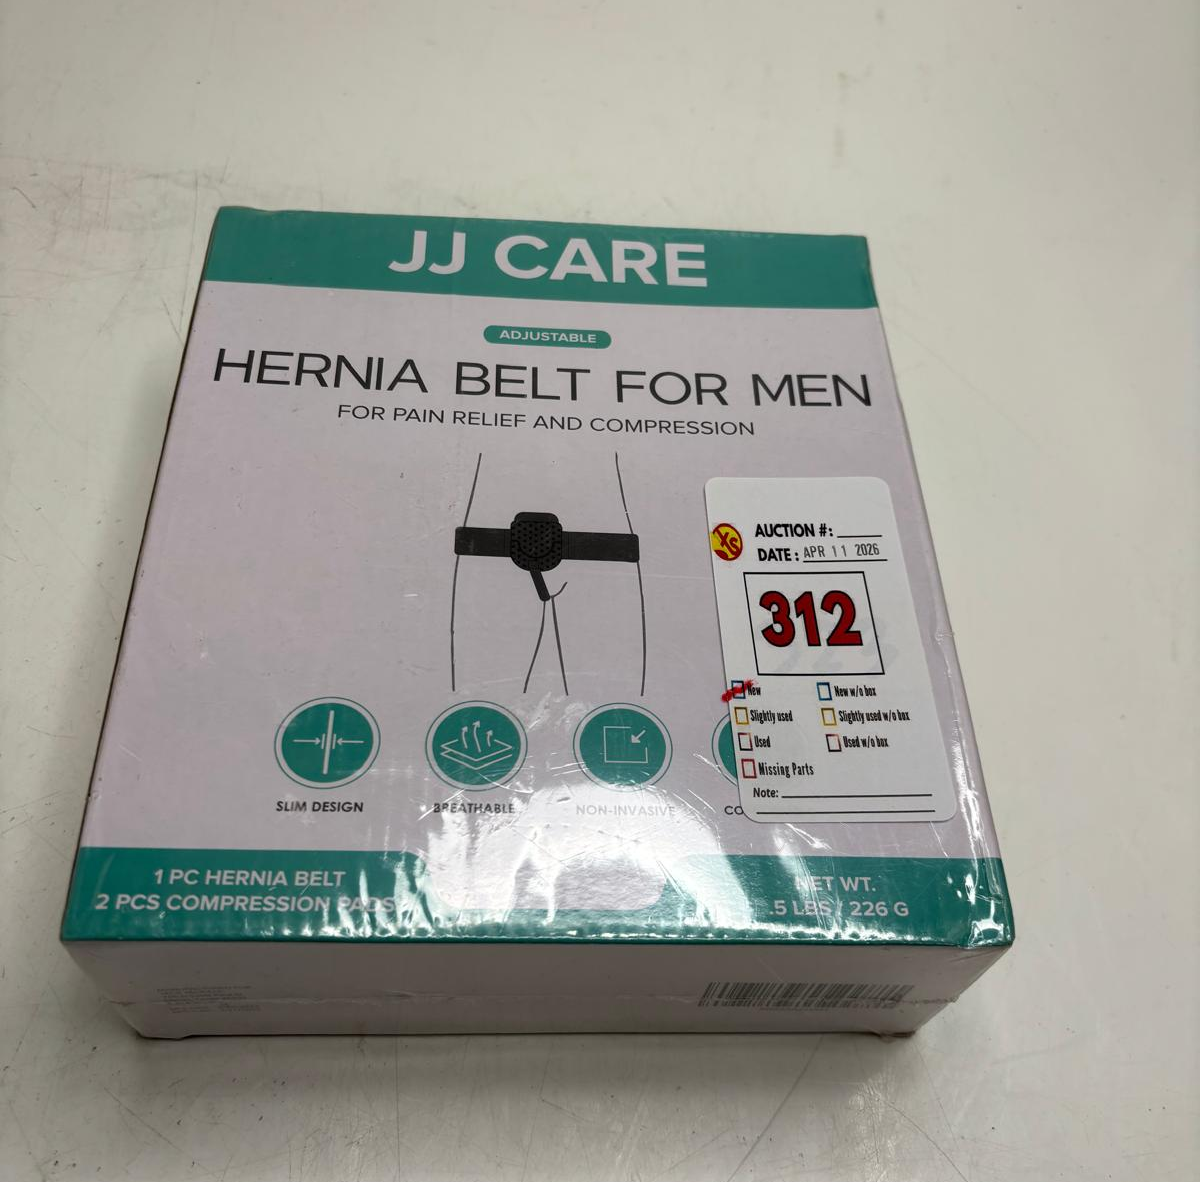 JJ CARE
ADJUSTABLE
HERNIA BELT FOR MEN
FOR PAIN RELIEF AND COMPRESSION
XS
AUCTION #:
DATE: APR 11 2026
312
New
New w/o box
Slightly used
Slightly used w/o box
Used
Used w/o box
Missing Parts
Note:
SLIM DESIGN
BREATHABLE
NON-INVASIVE
CO
1 PC HERNIA BELT
2 PCS COMPRESSION PADS
NET WT.
.5 LBS / 226 G